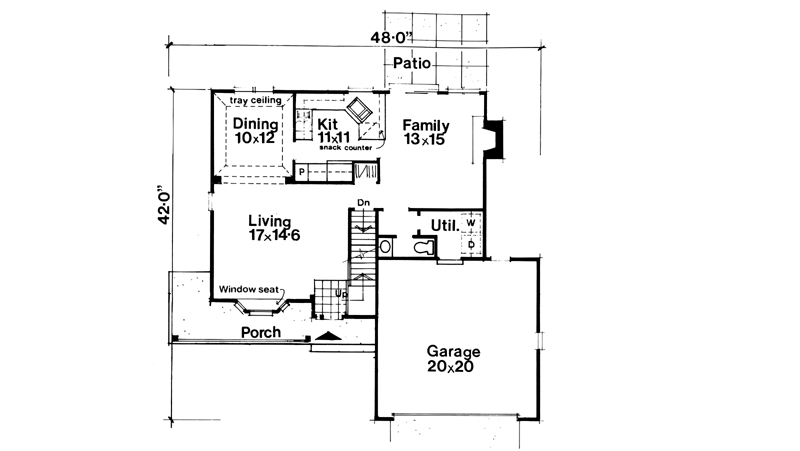 48·0"
Patio
tray ceiling
Dining
10x12
Kit
11x11
snack counter
Family
13x15
P
42·0"
Dn
Living
17x14·6
Util.
W
D
Window seat
Up
Porch
Garage
20x20